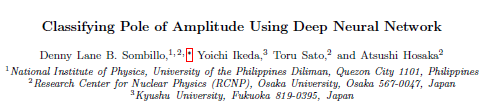 Classifying Pole of Amplitude Using Deep Neural Network
Denny Lane B. Sombillo,1,2,* Yoichi Ikeda,3 Toru Sato,2 and Atsushi Hosaka2
1National Institute of Physics, University of the Philippines Diliman, Quezon City 1101, Philippines
2Research Center for Nuclear Physics (RCNP), Osaka University, Osaka 567-0047, Japan
3Kyushu University, Fukuoka 819-0395, Japan